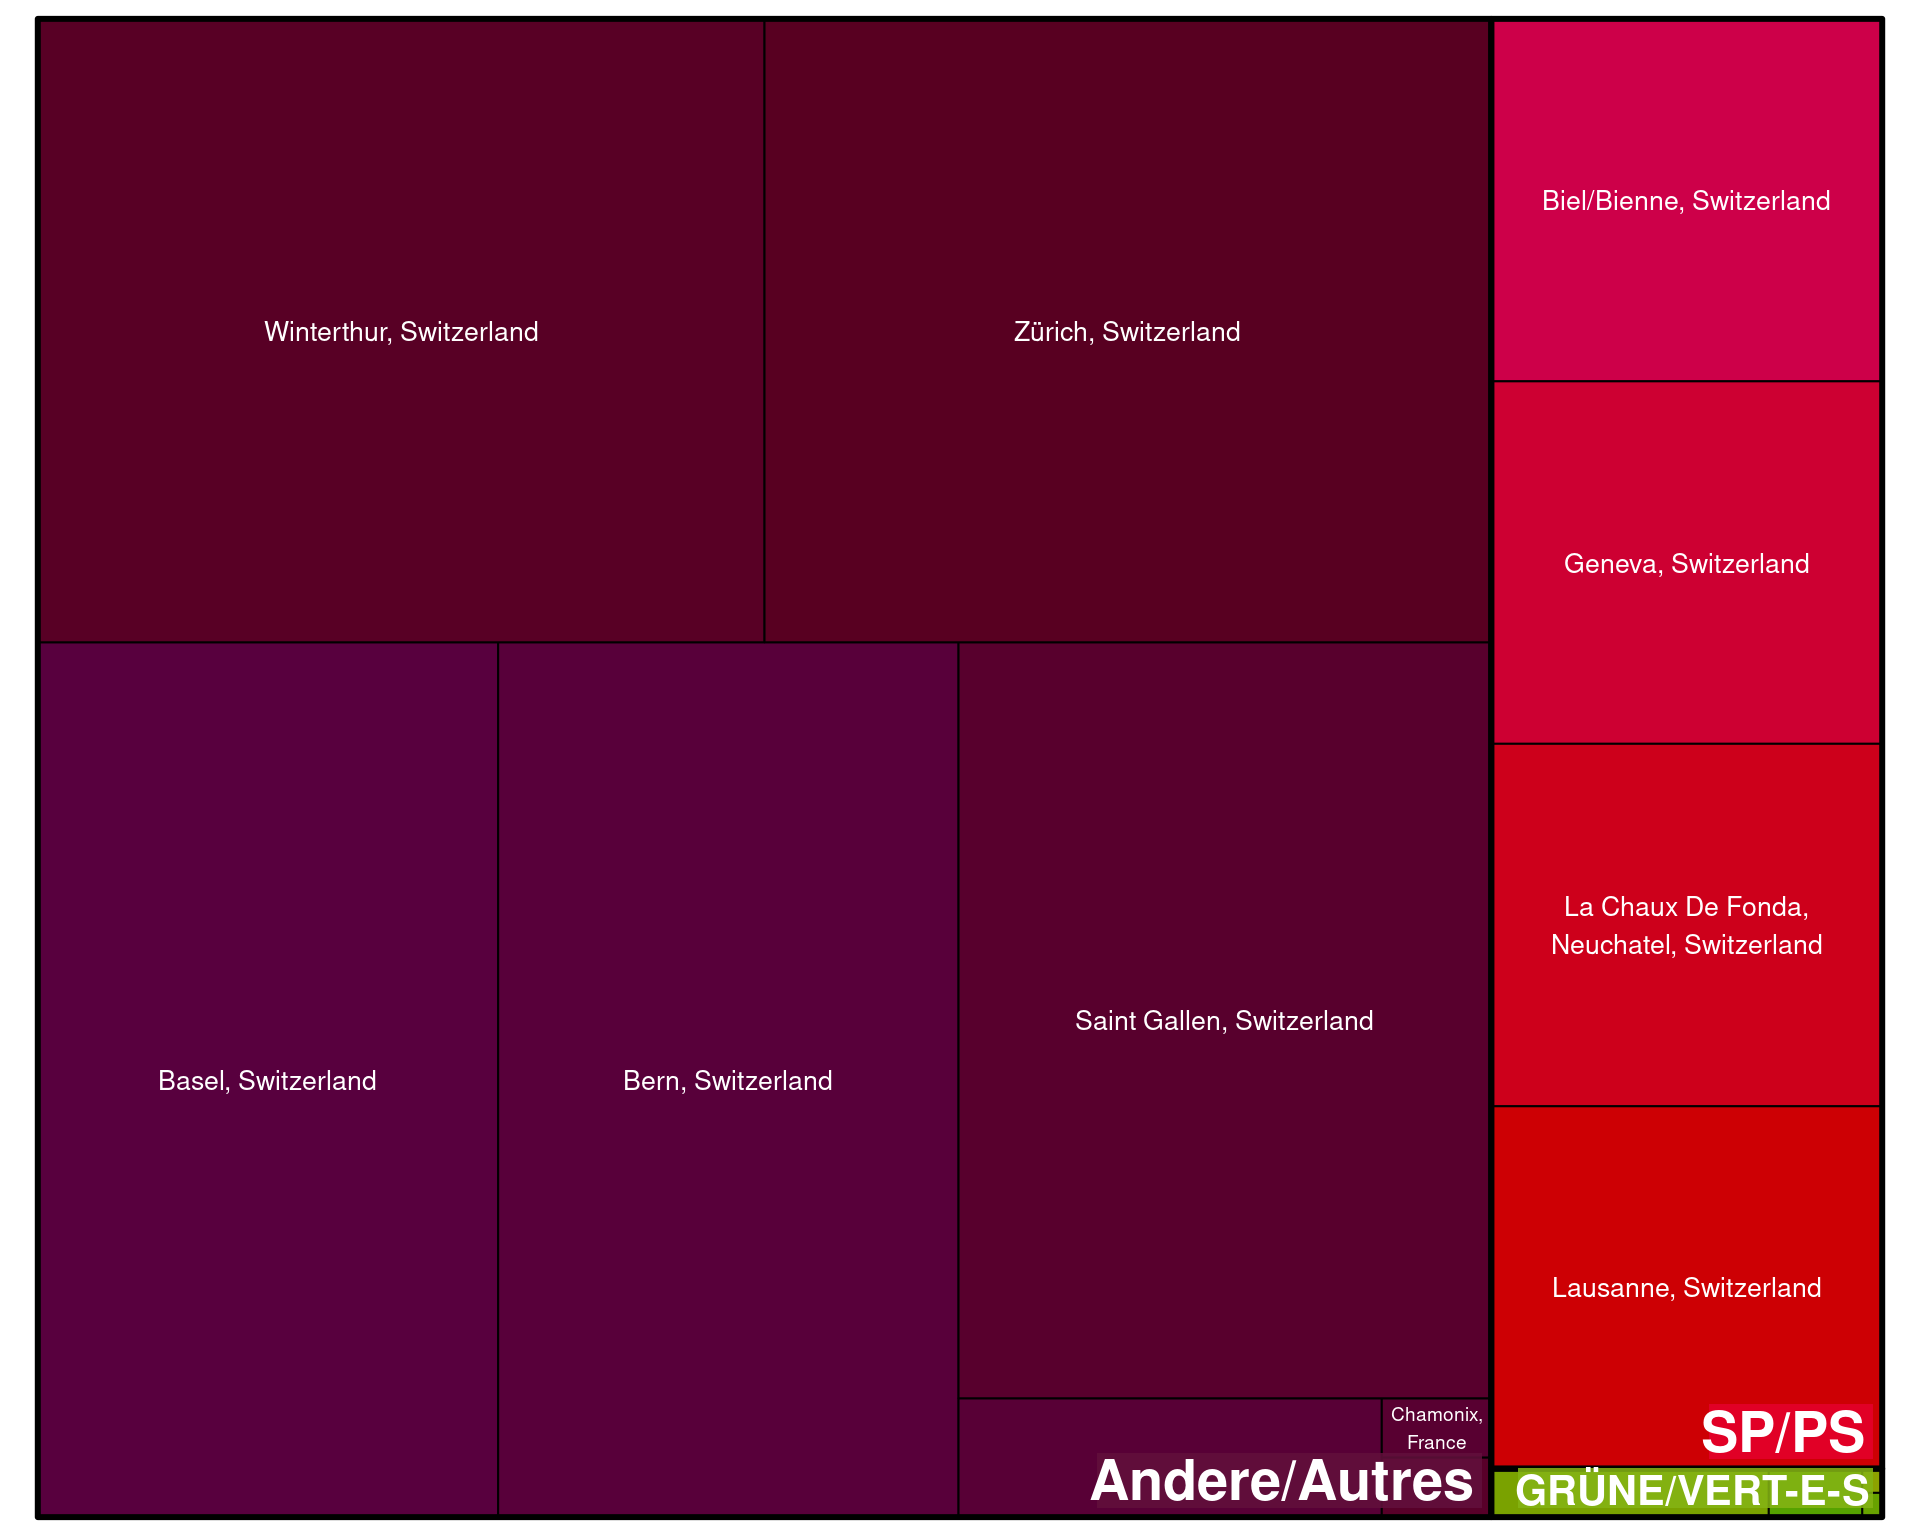 Winterthur, Switzerland
Zürich, Switzerland
Biel/Bienne, Switzerland
Geneva, Switzerland
La Chaux De Fonda,
Neuchatel, Switzerland
Saint Gallen, Switzerland
Basel, Switzerland
Bern, Switzerland
Lausanne, Switzerland
Chamonix,
France
SP/PS
Andere/Autres
GRÜNE/VERT-E-S